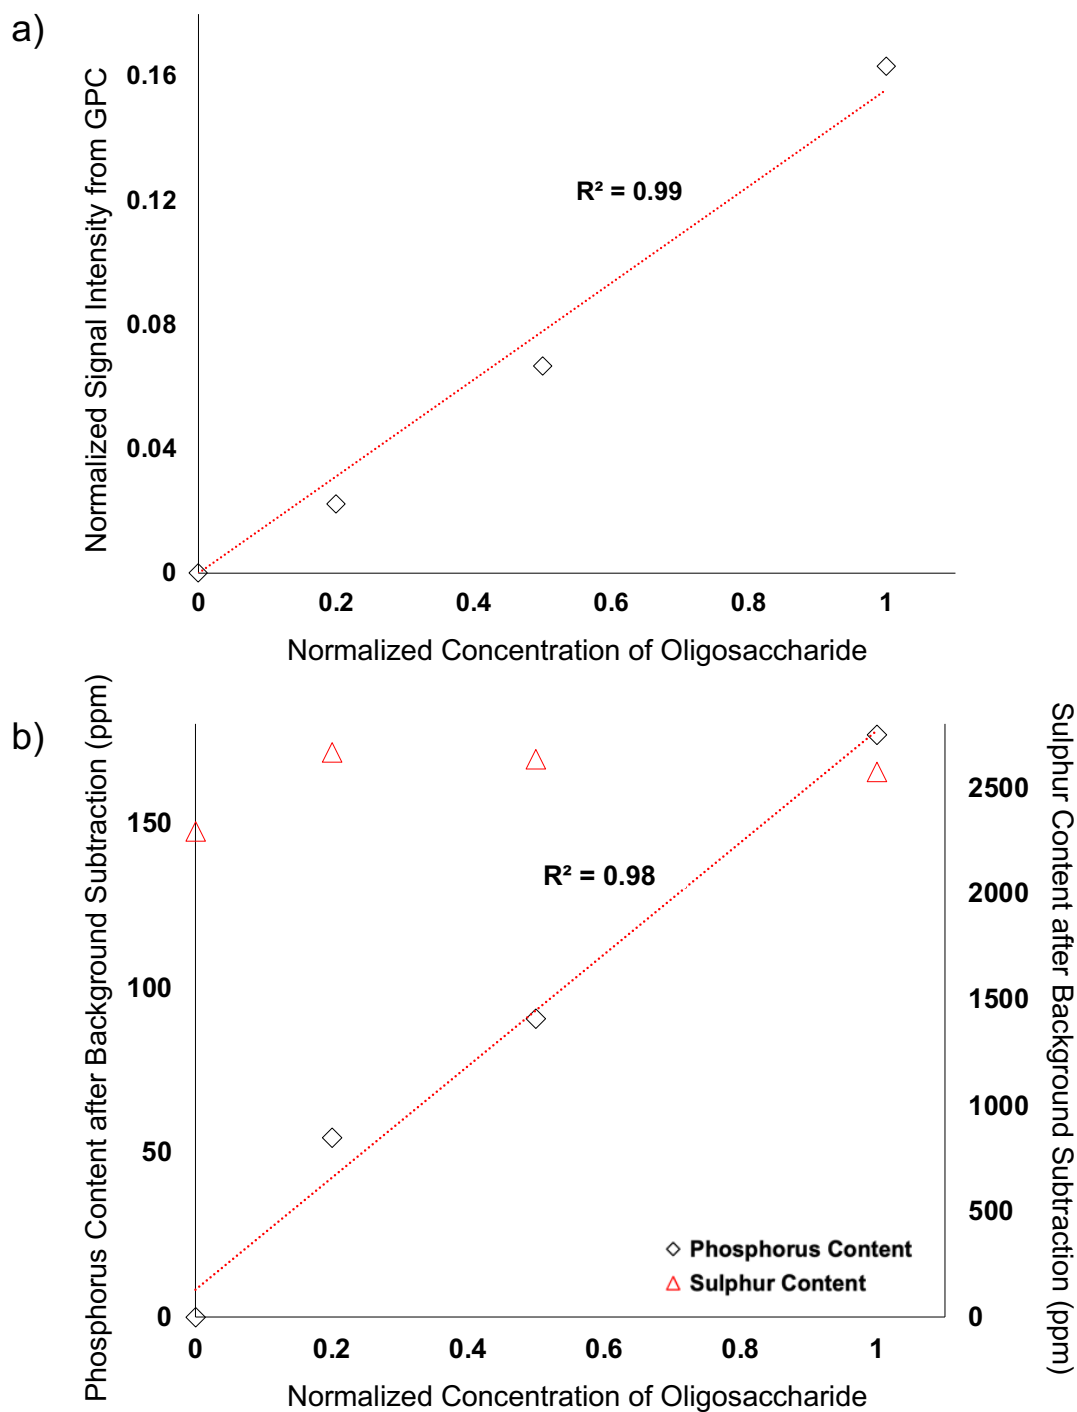 a)
Normalized Signal Intensity from GPC
0.16
0.12
0.08
0.04
0
R² = 0.99
0 0.2 0.4 0.6 0.8 1
Normalized Concentration of Oligosaccharide
b)
Phosphorus Content after Background Subtraction (ppm)
150
100
50
0
R² = 0.98
Phosphorus Content
Sulphur Content
2500
2000
1500
1000
500
0
Sulphur Content after Background Subtraction (ppm)
0 0.2 0.4 0.6 0.8 1
Normalized Concentration of Oligosaccharide